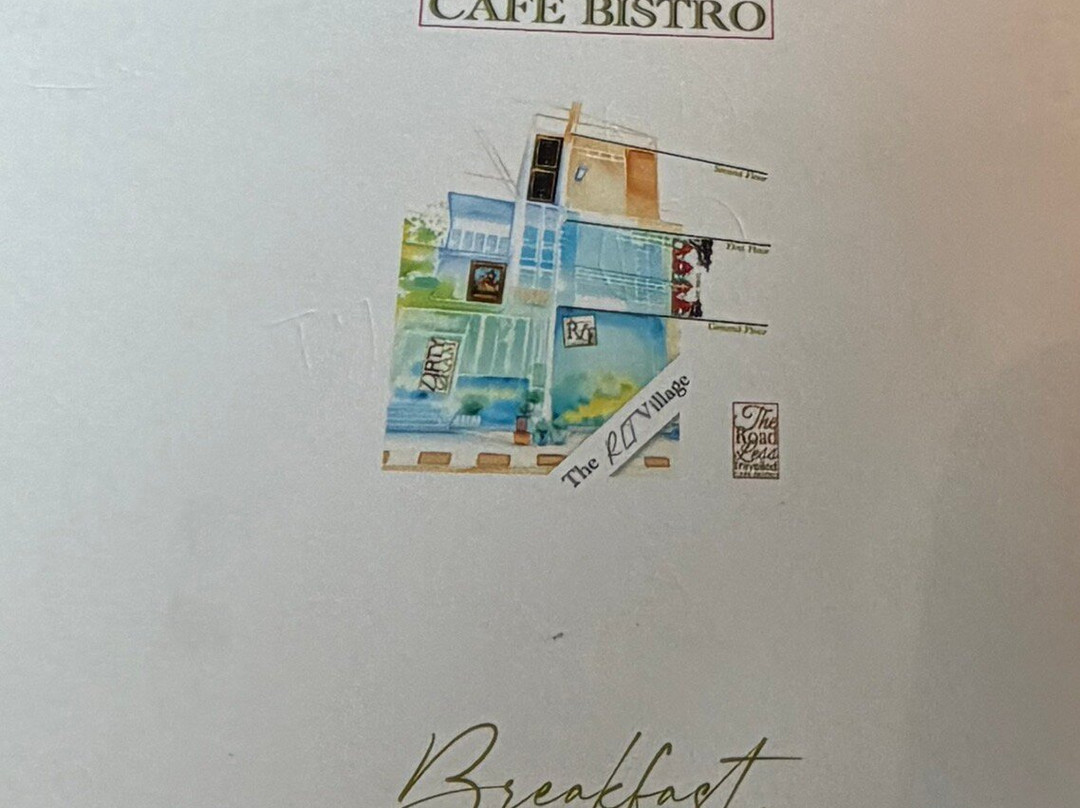 CAFE BISTRO
Second Floor
First Floor
Ground Floor
The Village
The
Road
Less
Travelled
Breakfast